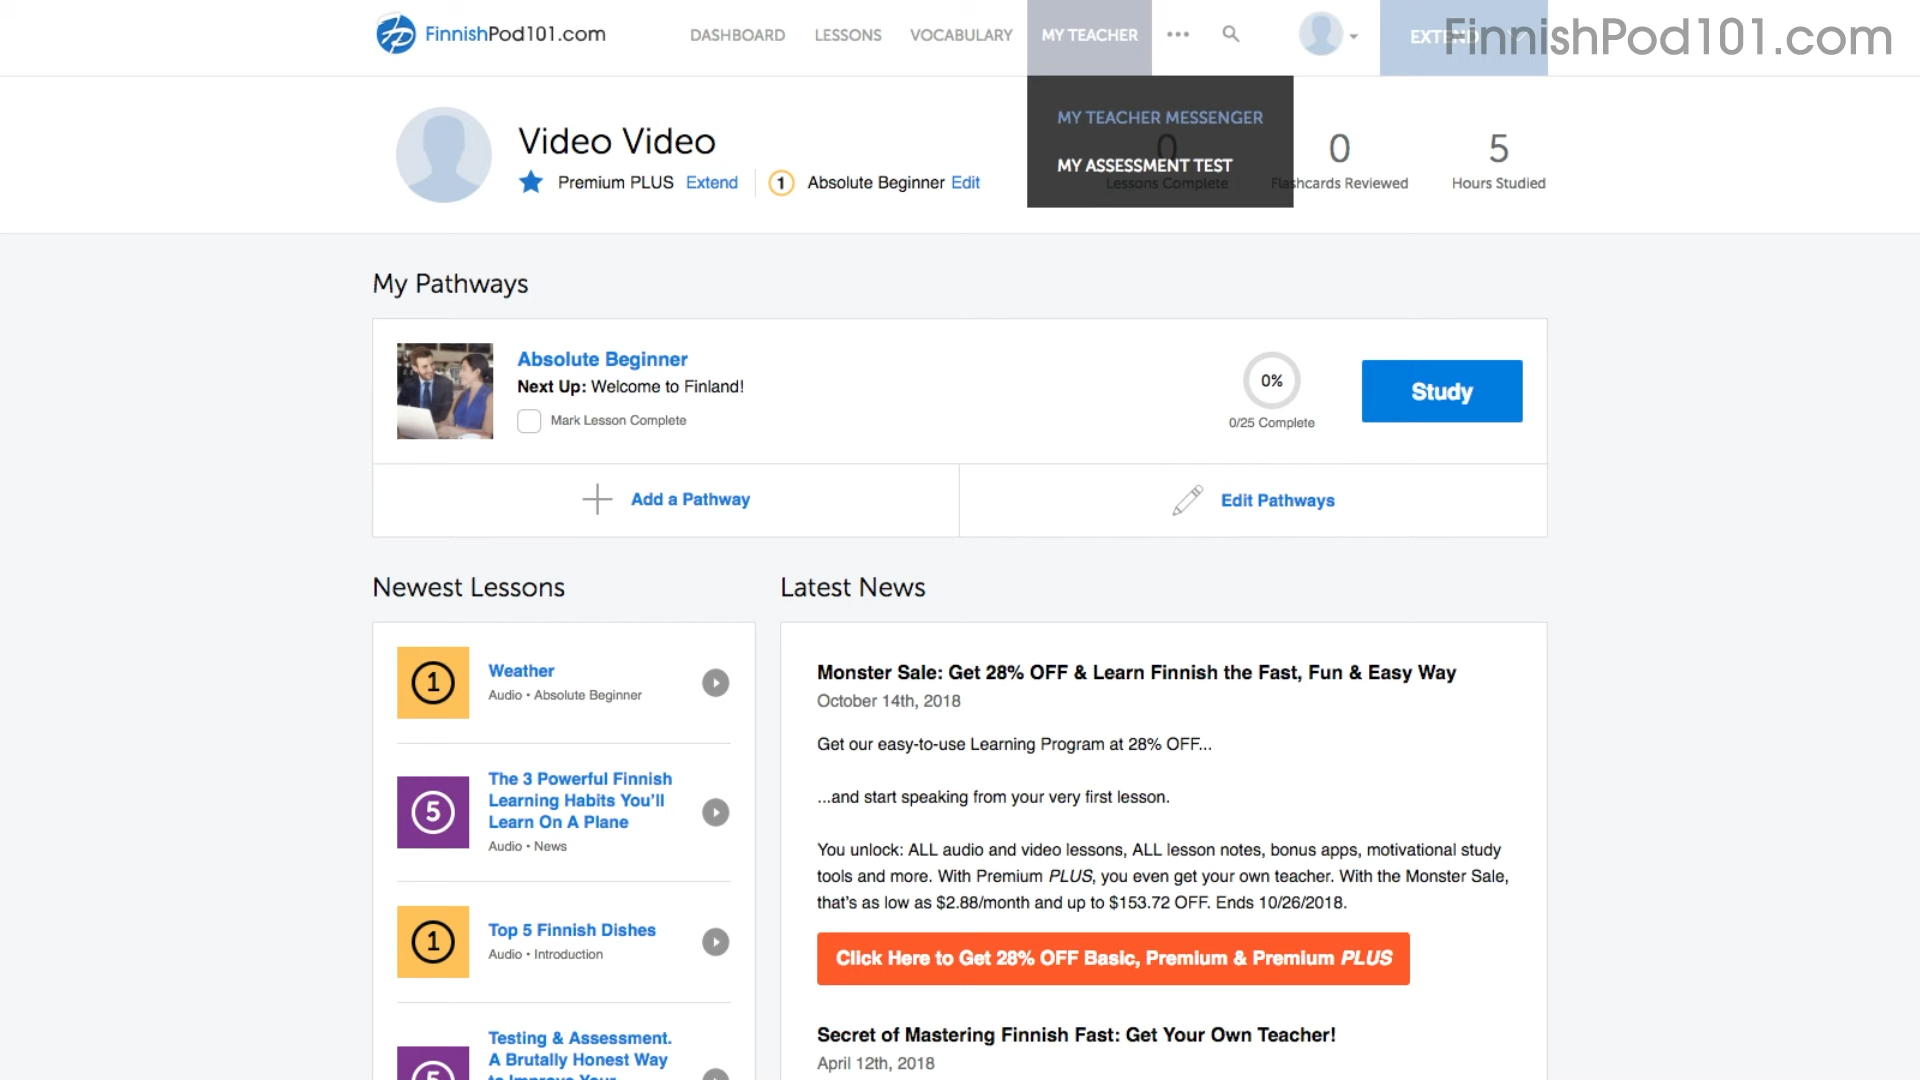 FinnishPod101.com
DASHBOARD
LESSONS
VOCABULARY
MY TEACHER
EXTEND
FinnishPod101.com
MY TEACHER MESSENGER
MY ASSESSMENT TEST
Video Video
Premium PLUS Extend
1 Absolute Beginner Edit
0
Lessons Complete
0
Flashcards Reviewed
5
Hours Studied
My Pathways
Absolute Beginner
Next Up: Welcome to Finland!
Mark Lesson Complete
0%
0/25 Complete
Study
Add a Pathway
Edit Pathways
Newest Lessons
1
Weather
Audio • Absolute Beginner
5
The 3 Powerful Finnish
Learning Habits You'll
Learn On A Plane
Audio • News
1
Top 5 Finnish Dishes
Audio • Introduction
5
Testing & Assessment.
A Brutally Honest Way
to Improve Your
Latest News
Monster Sale: Get 28% OFF & Learn Finnish the Fast, Fun & Easy Way
October 14th, 2018
Get our easy-to-use Learning Program at 28% OFF...
...and start speaking from your very first lesson.
You unlock: ALL audio and video lessons, ALL lesson notes, bonus apps, motivational study
tools and more. With Premium PLUS, you even get your own teacher. With the Monster Sale,
that's as low as $2.88/month and up to $153.72 OFF. Ends 10/26/2018.
Click Here to Get 28% OFF Basic, Premium & Premium PLUS
Secret of Mastering Finnish Fast: Get Your Own Teacher!
April 12th, 2018